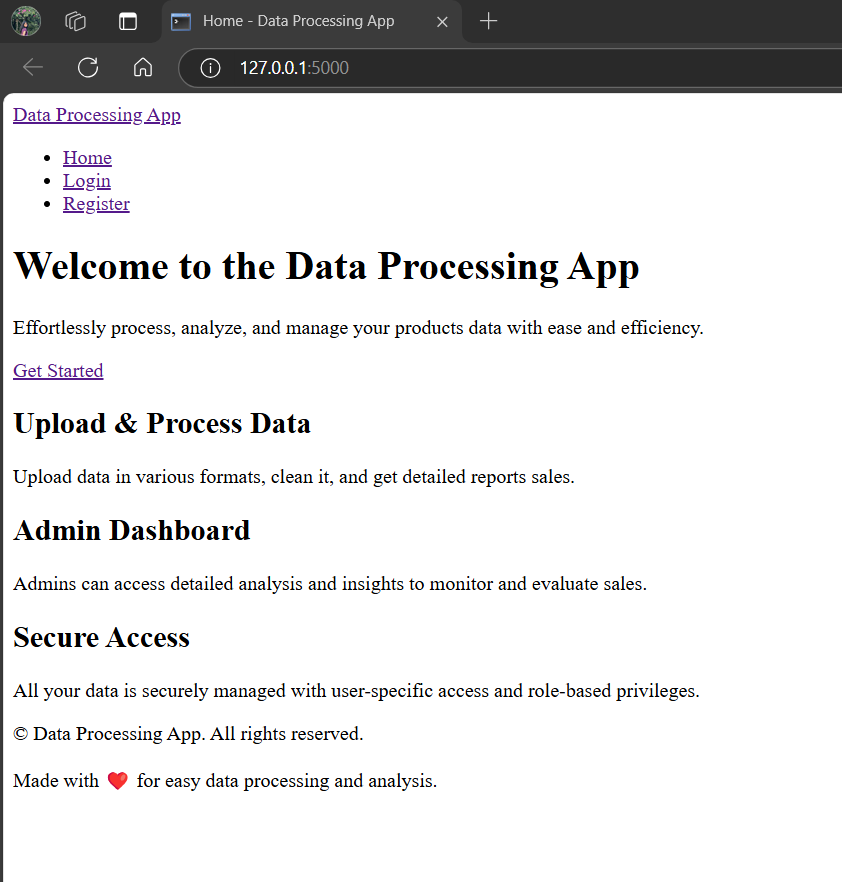 Home - Data Processing App
127.0.0.1:5000
Data Processing App
Home
Login
Register
Welcome to the Data Processing App
Effortlessly process, analyze, and manage your products data with ease and efficiency.
Get Started
Upload & Process Data
Upload data in various formats, clean it, and get detailed reports sales.
Admin Dashboard
Admins can access detailed analysis and insights to monitor and evaluate sales.
Secure Access
All your data is securely managed with user-specific access and role-based privileges.
© Data Processing App. All rights reserved.
Made with ❤️ for easy data processing and analysis.